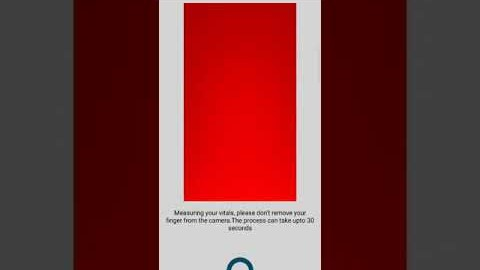 Measuring your vitals, please don't remove your
finger from the camera.The process can take upto 30
seconds